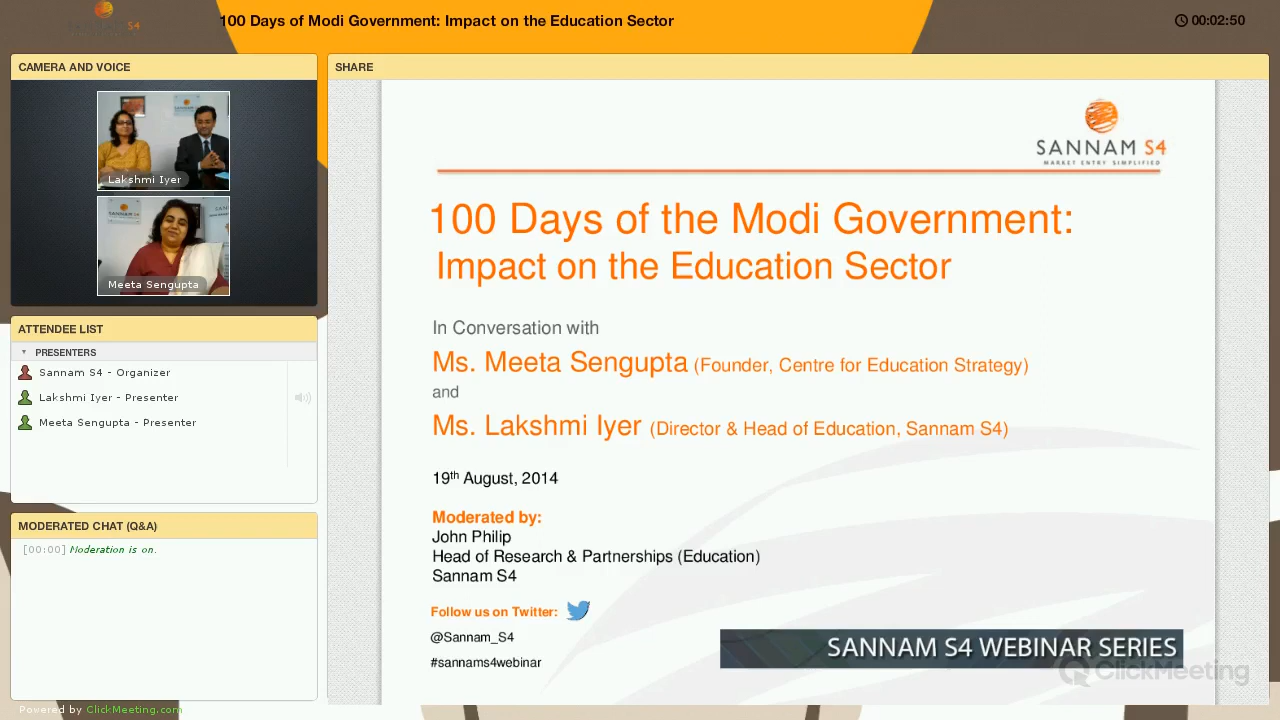 100 Days of Modi Government: Impact on the Education Sector
00:02:50
CAMERA AND VOICE
Lakshmi Iyer
Meeta Sengupta
ATTENDEE LIST
PRESENTERS
Sannam S4 - Organizer
Lakshmi Iyer - Presenter
Meeta Sengupta - Presenter
MODERATED CHAT (Q&A)
[00:00] Moderation is on.
Powered by ClickMeeting.com
SHARE
SANNAM S4
MARKET ENTRY SIMPLIFIED
100 Days of the Modi Government:
Impact on the Education Sector
In Conversation with
Ms. Meeta Sengupta (Founder, Centre for Education Strategy)
and
Ms. Lakshmi Iyer (Director & Head of Education, Sannam S4)
19th August, 2014
Moderated by:
John Philip
Head of Research & Partnerships (Education)
Sannam S4
Follow us on Twitter:
@Sannam_S4
#sannams4webinar
SANNAM S4 WEBINAR SERIES
ClickMeeting